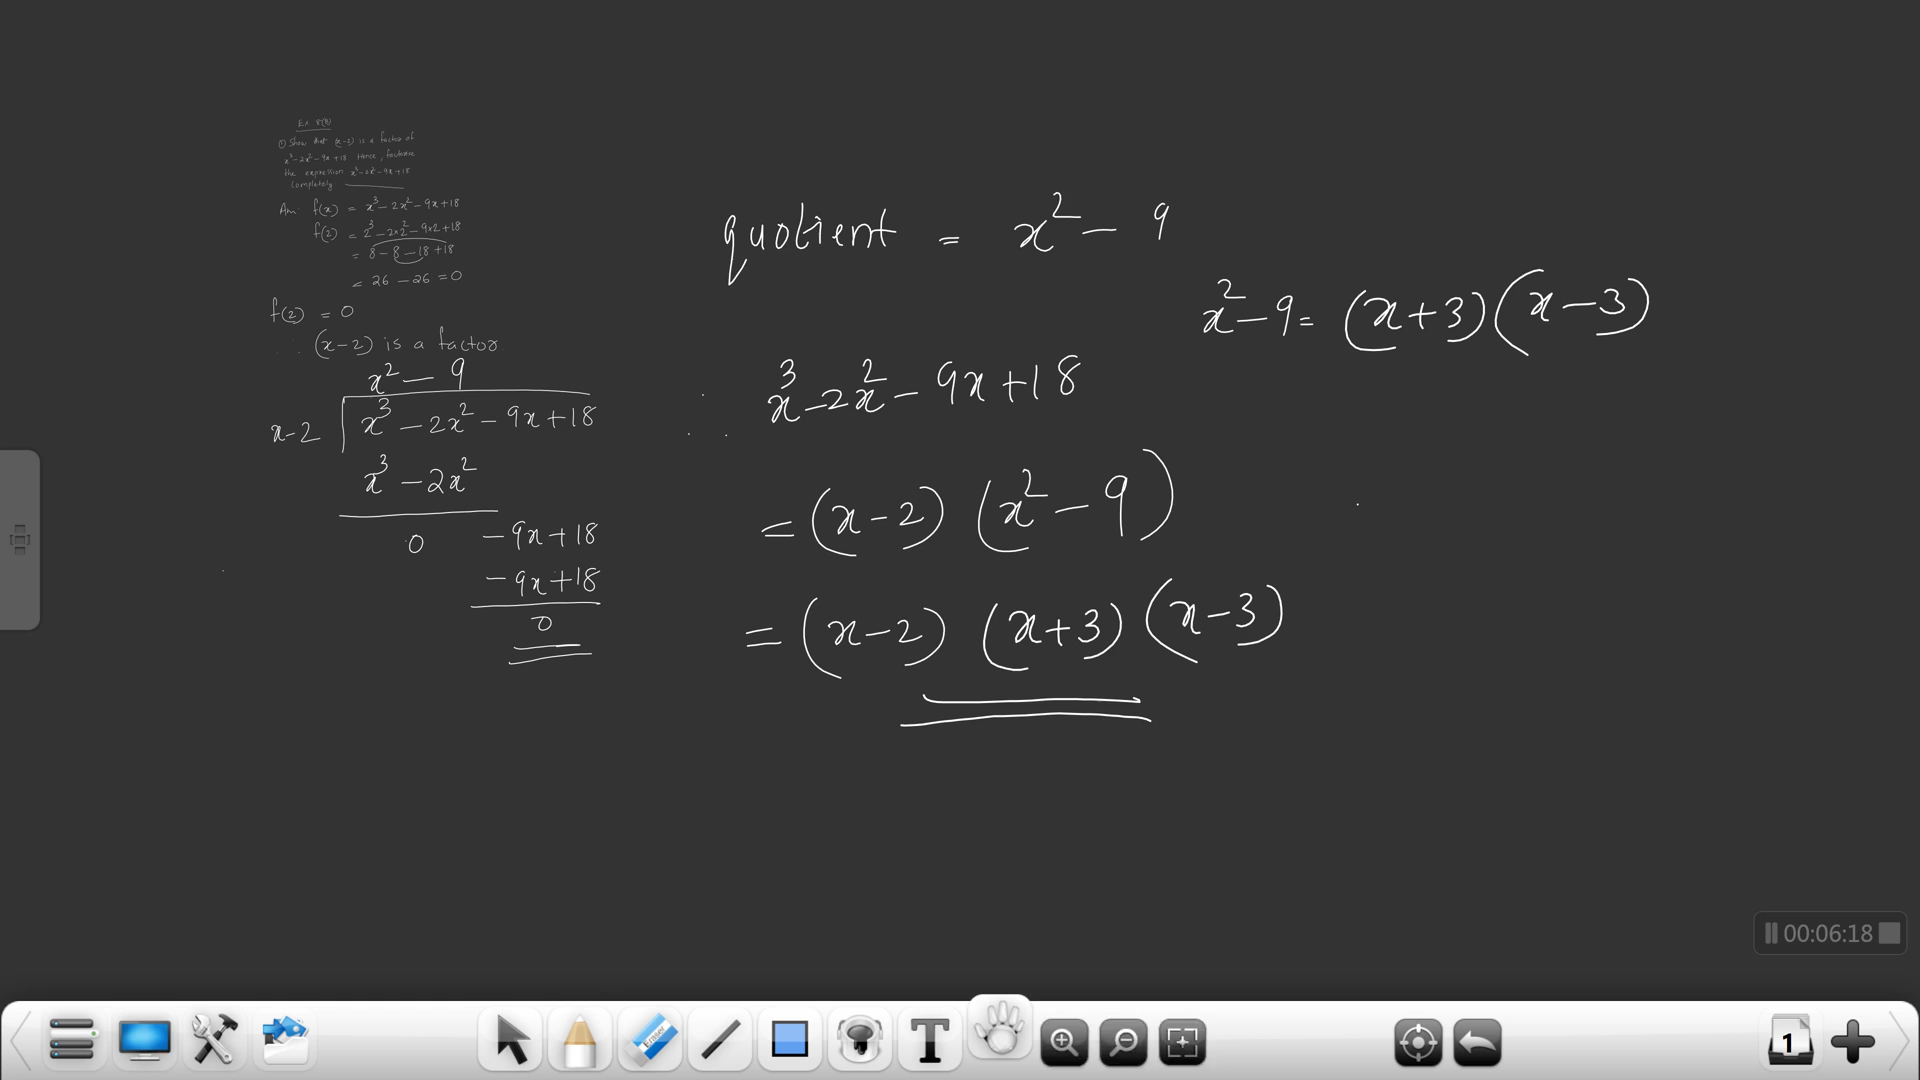 Ex 8(B)
① Show that (x-3) is a factor of
x³-2x²-9x+18 Hence, factorise
the expression x³-2x²-9x+18
Completely
Ans: f(x) = x³-2x²-9x+18
f(2) = 2³-2×2²-9×2+18
= 8-8-18+18
= 26-26=0
f(2) = 0
∴ (x-2) is a factor
x²-9
x-2 x³-2x²-9x+18
x³-2x²
0 -9x+18
-9x+18
0
quotient = x²-9
x²-9= (x+3)(x-3)
∴ x³-2x²-9x+18
=(x-2)(x²-9)
=(x-2)(x+3)(x-3)
00:06:18
Eraser
T
1